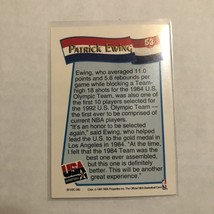 PATRICK EWING
53
Ewing, who averaged 11.0
points and 5.6 rebounds per
game while blocking a Team-
high 18 shots for the 1984 U.S.
Olympic Team, was also one of
the first 10 players selected for
the 1992 U.S. Olympic Team —
the first ever to be comprised of
current NBA players.
"It's an honor to be selected
again," said Ewing, who helped
lead the U.S. to the gold medal in
Los Angeles in 1984. "At the time,
I felt that the 1984 Team was the
best one ever assembled,
but this one is definitely
better. This will be another
great experience."
USA